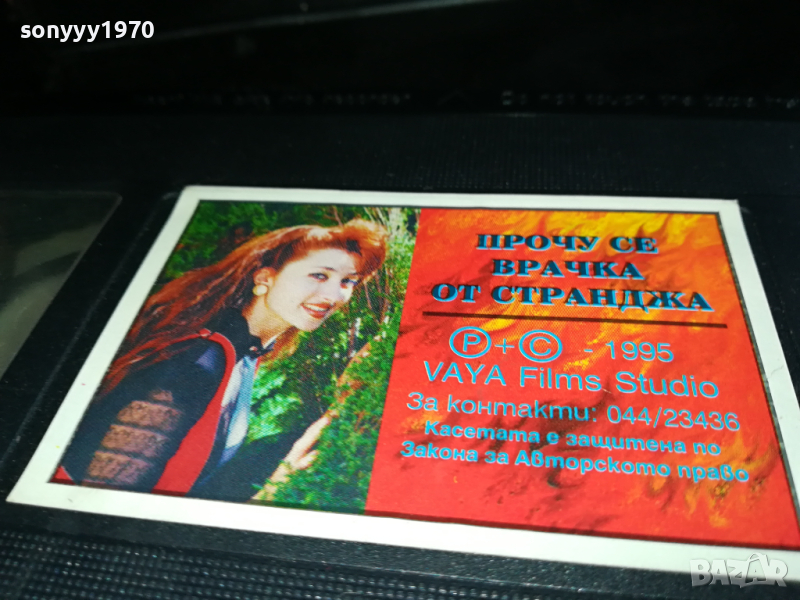 sonyyy1970
ПРОЧУ СЕ
ВРАЧКА
ОТ СТРАНДЖА
Ⓟ+© - 1995
VAYA Films Studio
За контакти: 044/23436
Касетата е защитена по
Закона за Авторското право
BAZAR